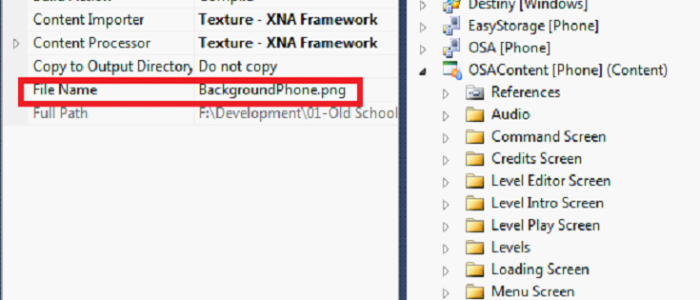 Build Action Compile
Content Importer Texture - XNA Framework
Content Processor Texture - XNA Framework
Copy to Output Directory Do not copy
File Name BackgroundPhone.png
Full Path F:\Development\01-Old School
Destiny [Windows]
EasyStorage [Phone]
OSA [Phone]
OSAContent [Phone] (Content)
References
Audio
Command Screen
Credits Screen
Level Editor Screen
Level Intro Screen
Level Play Screen
Levels
Loading Screen
Menu Screen